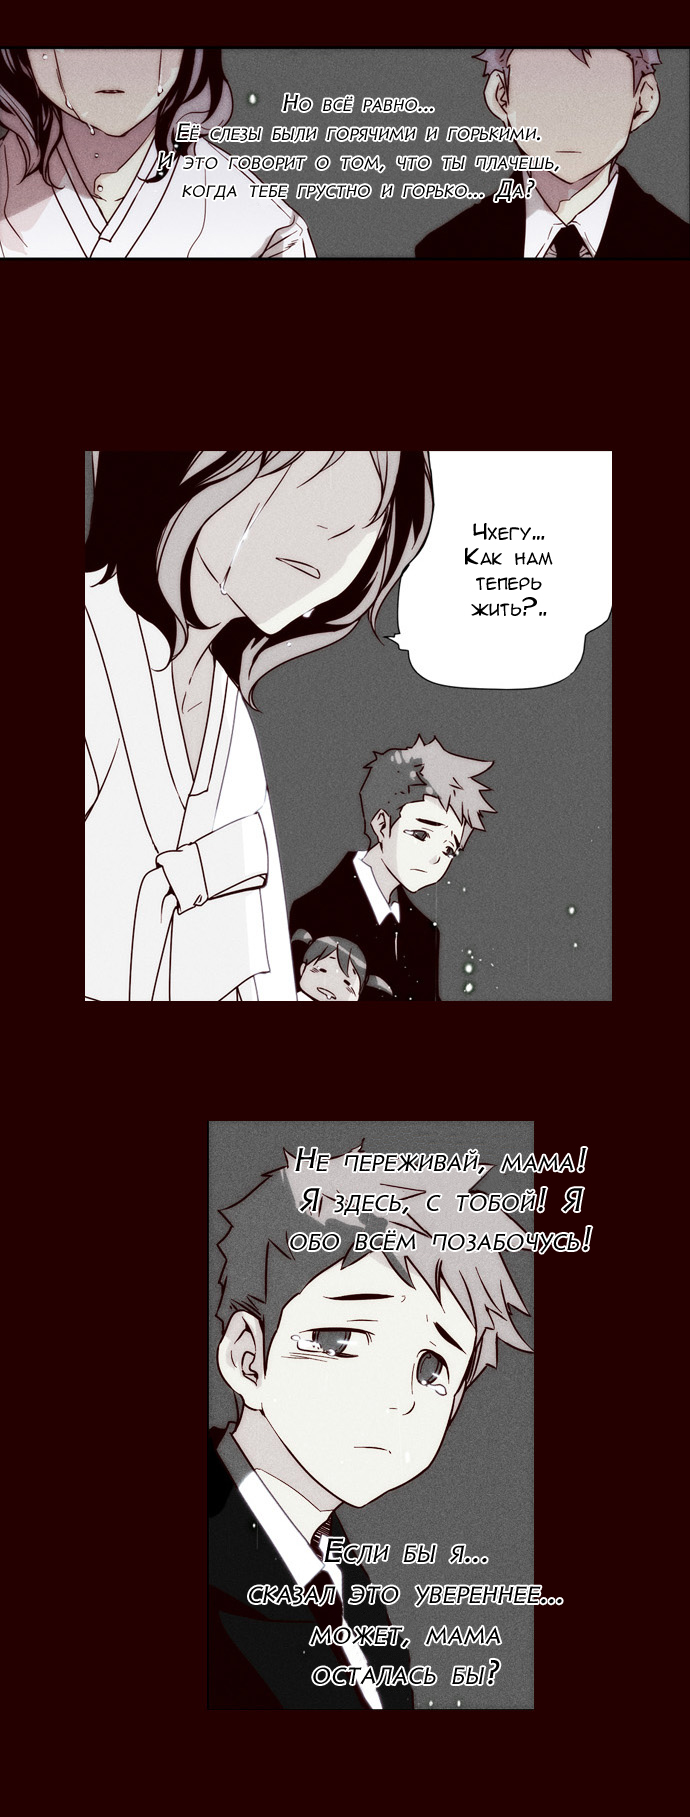 Но всё равно...
Её слезы были горячими и горькими.
И это говорит о том, что ты плачешь,
когда тебе грустно и горько... Да?
Чхегу...
Как нам
теперь
жить?..
Не переживай, мама!
Я здесь, с тобой! Я
обо всём позабочусь!
Если бы я...
сказал это увереннее...
может, мама
осталась бы?